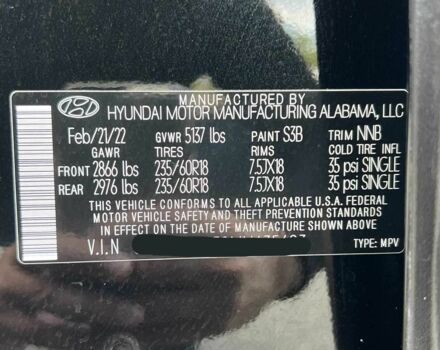 MANUFACTURED BY
HYUNDAI MOTOR MANUFACTURING ALABAMA, LLC
Feb/21/22 GVWR 5137 lbs PAINT S3B TRIM NNB
GAWR TIRES RIMS COLD TIRE INFL
FRONT 2866 lbs 235/60R18 7.5JX18 35 psi SINGLE
REAR 2976 lbs 235/60R18 7.5JX18 35 psi SINGLE
THIS VEHICLE CONFORMS TO ALL APPLICABLE U.S.A. FEDERAL
MOTOR VEHICLE SAFETY AND THEFT PREVENTION STANDARDS
IN EFFECT ON THE DATE OF MANUFACTURE SHOWN ABOVE
V.I.N TYPE: MPV